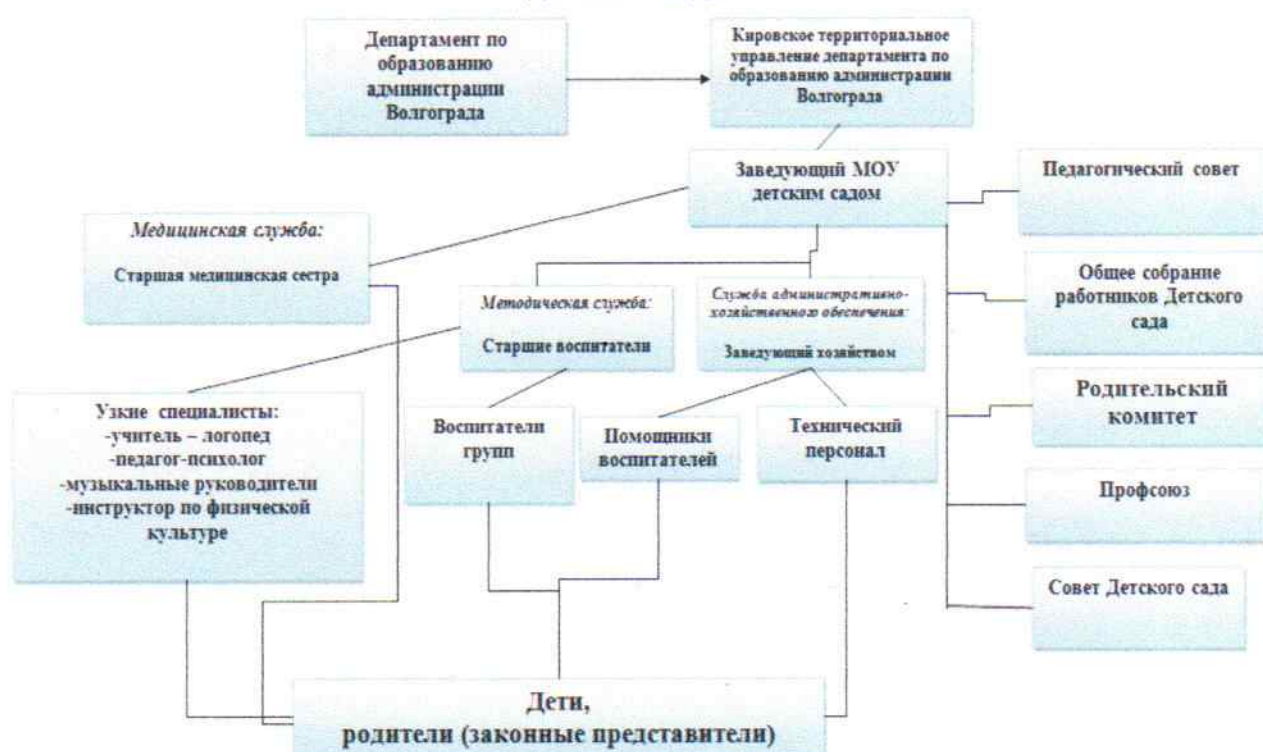 Департамент по
образованию
администрации
Волгограда
Кировское территориальное
управление департамента по
образованию администрации
Волгограда
Заведующий МОУ
детским садом
Педагогический совет
Медицинская служба:
Старшая медицинская сестра
Общее собрание
работников Детского
сада
Методическая служба:
Старшие воспитатели
Служба административно-
хозяйственного обеспечения:
Заведующий хозяйством
Родительский
комитет
Узкие специалисты:
-учитель – логопед
-педагог-психолог
-музыкальные руководители
-инструктор по физической
культуре
Воспитатели
групп
Помощники
воспитателей
Технический
персонал
Профсоюз
Совет Детского сада
Дети,
родители (законные представители)